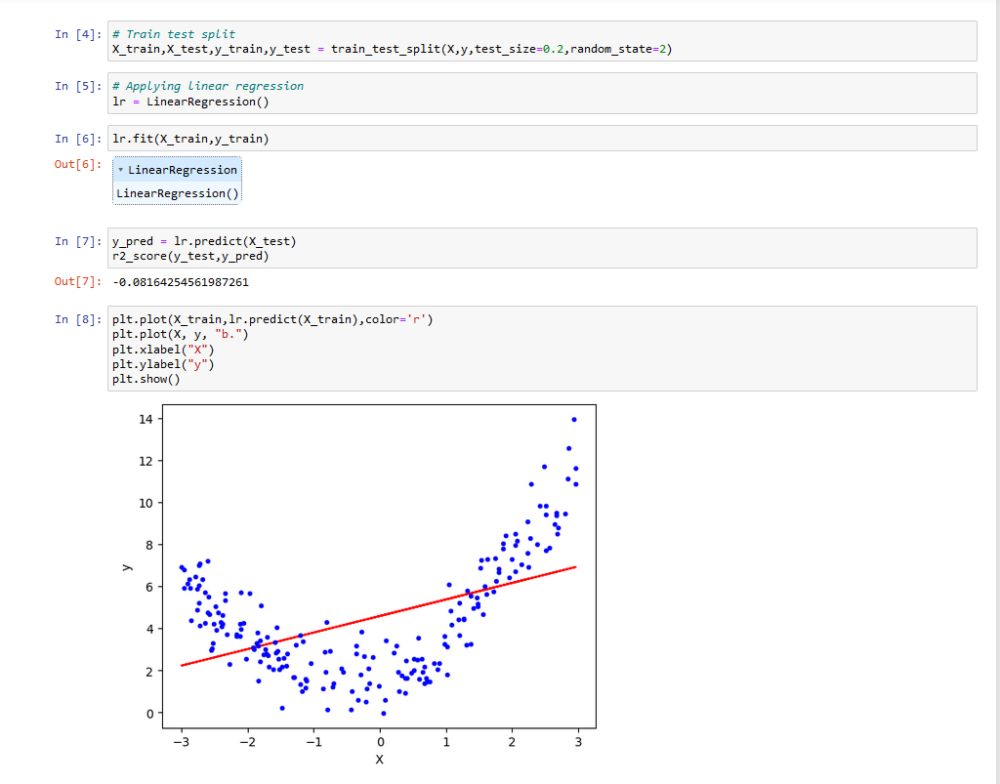 In [4]: # Train test split
X_train,X_test,y_train,y_test = train_test_split(X,y,test_size=0.2,random_state=2)
In [5]: # Applying linear regression
lr = LinearRegression()
In [6]: lr.fit(X_train,y_train)
Out[6]: ▾ LinearRegression
LinearRegression()
In [7]: y_pred = lr.predict(X_test)
r2_score(y_test,y_pred)
Out[7]: -0.08164254561987261
In [8]: plt.plot(X_train,lr.predict(X_train),color='r')
plt.plot(X, y, "b.")
plt.xlabel("X")
plt.ylabel("y")
plt.show()
14
12
10
8
y
6
4
2
0
−3 −2 −1 0 1 2 3
X